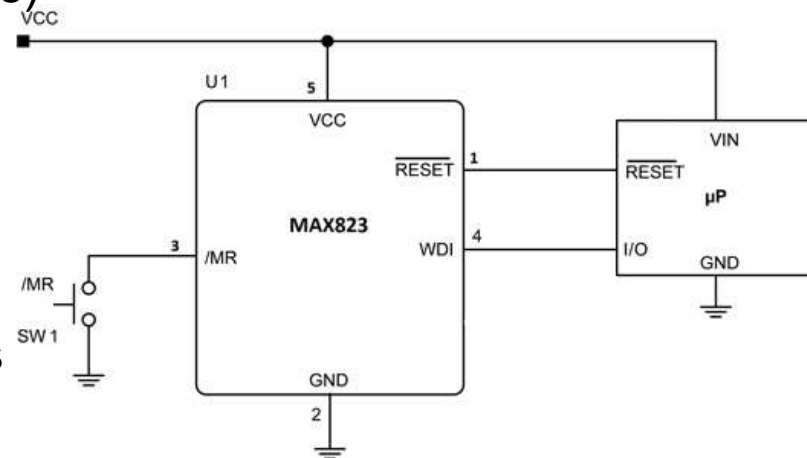 VCC
U1
5
VCC
RESET
1
RESET
VIN
µP
MAX823
3
/MR
WDI
4
I/O
GND
/MR
SW 1
GND
2